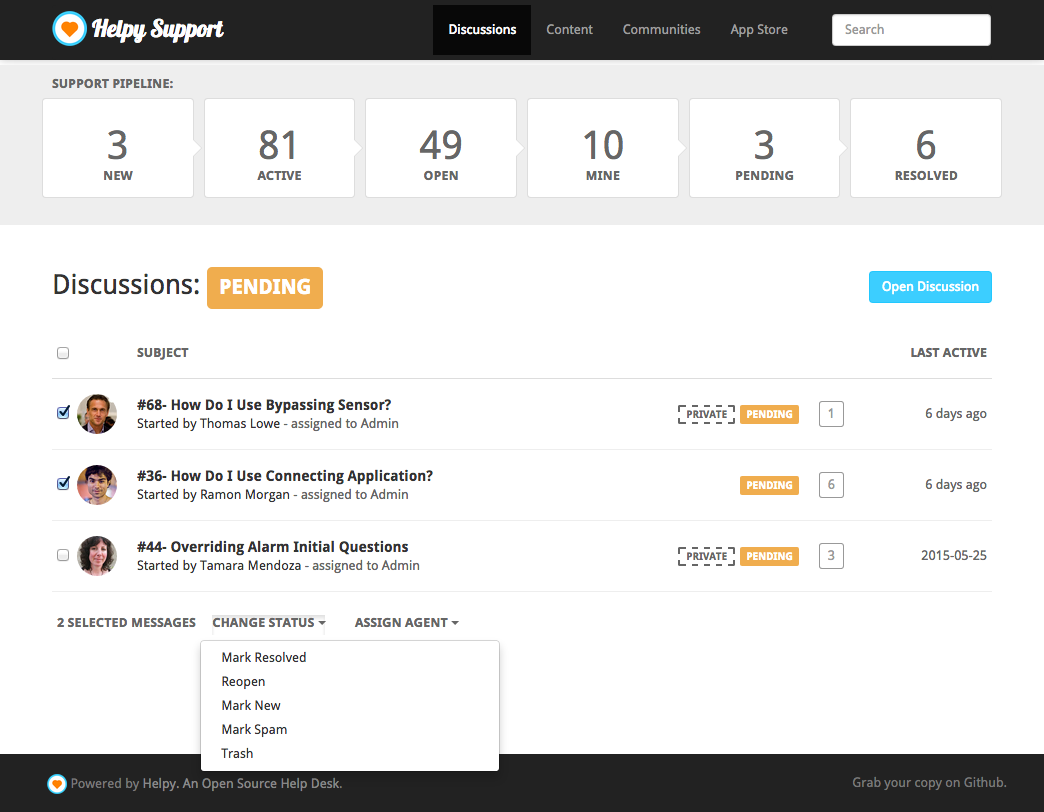 Helpy Support
Discussions Content Communities App Store Search
SUPPORT PIPELINE:
3 81 49 10 3 6
NEW ACTIVE OPEN MINE PENDING RESOLVED
Discussions: PENDING Open Discussion
SUBJECT LAST ACTIVE
#68- How Do I Use Bypassing Sensor?
Started by Thomas Lowe - assigned to Admin
PRIVATE PENDING 1 6 days ago
#36- How Do I Use Connecting Application?
Started by Ramon Morgan - assigned to Admin
PENDING 6 6 days ago
#44- Overriding Alarm Initial Questions
Started by Tamara Mendoza - assigned to Admin
PRIVATE PENDING 3 2015-05-25
2 SELECTED MESSAGES CHANGE STATUS ASSIGN AGENT
Mark Resolved
Reopen
Mark New
Mark Spam
Trash
Powered by Helpy. An Open Source Help Desk. Grab your copy on Github.